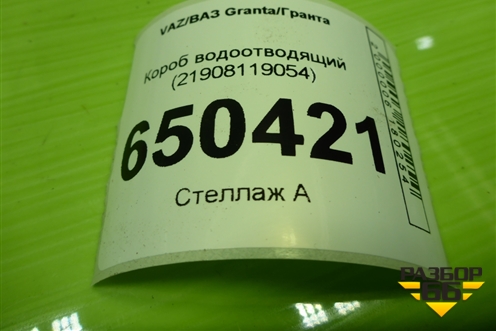 VAZ/ВАЗ Granta/Гранта
Короб водоотводящий
(21908119054)
650421
Стеллаж А
РАЗБОР
66